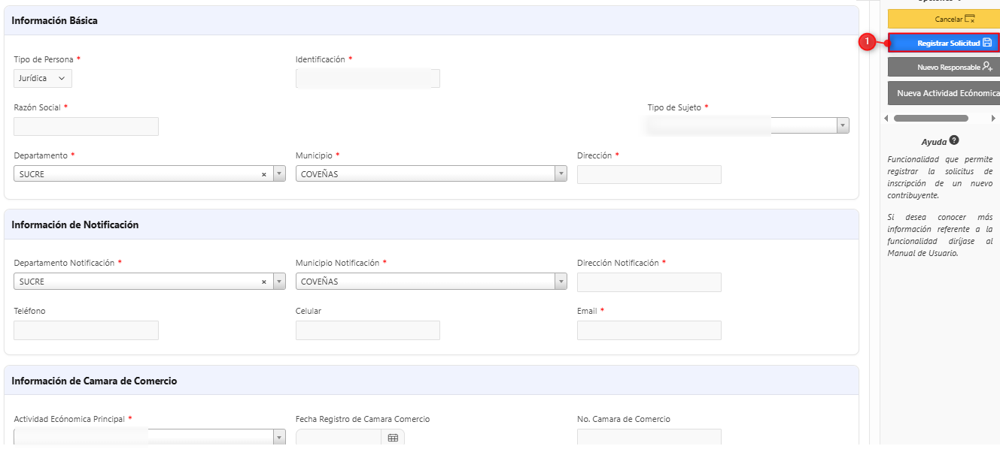 Información Básica
Tipo de Persona * Identificación *
Jurídica
Razón Social * Tipo de Sujeto *
Departamento * Municipio * Dirección *
SUCRE × COVEÑAS
Información de Notificación
Departamento Notificación * Municipio Notificación * Dirección Notificación *
SUCRE × COVEÑAS
Teléfono Celular Email *
Información de Camara de Comercio
Actividad Ecónomica Principal * Fecha Registro de Camara Comercio No. Camara de Comercio
Cancelar
1 Registrar Solicitud
Nuevo Responsable
Nueva Actividad Ecónomica
Ayuda ?
Funcionalidad que permite
registrar la solicitus de
inscripción de un nuevo
contribuyente.
Si desea conocer más
información referente a la
funcionalidad diríjase al
Manual de Usuario.